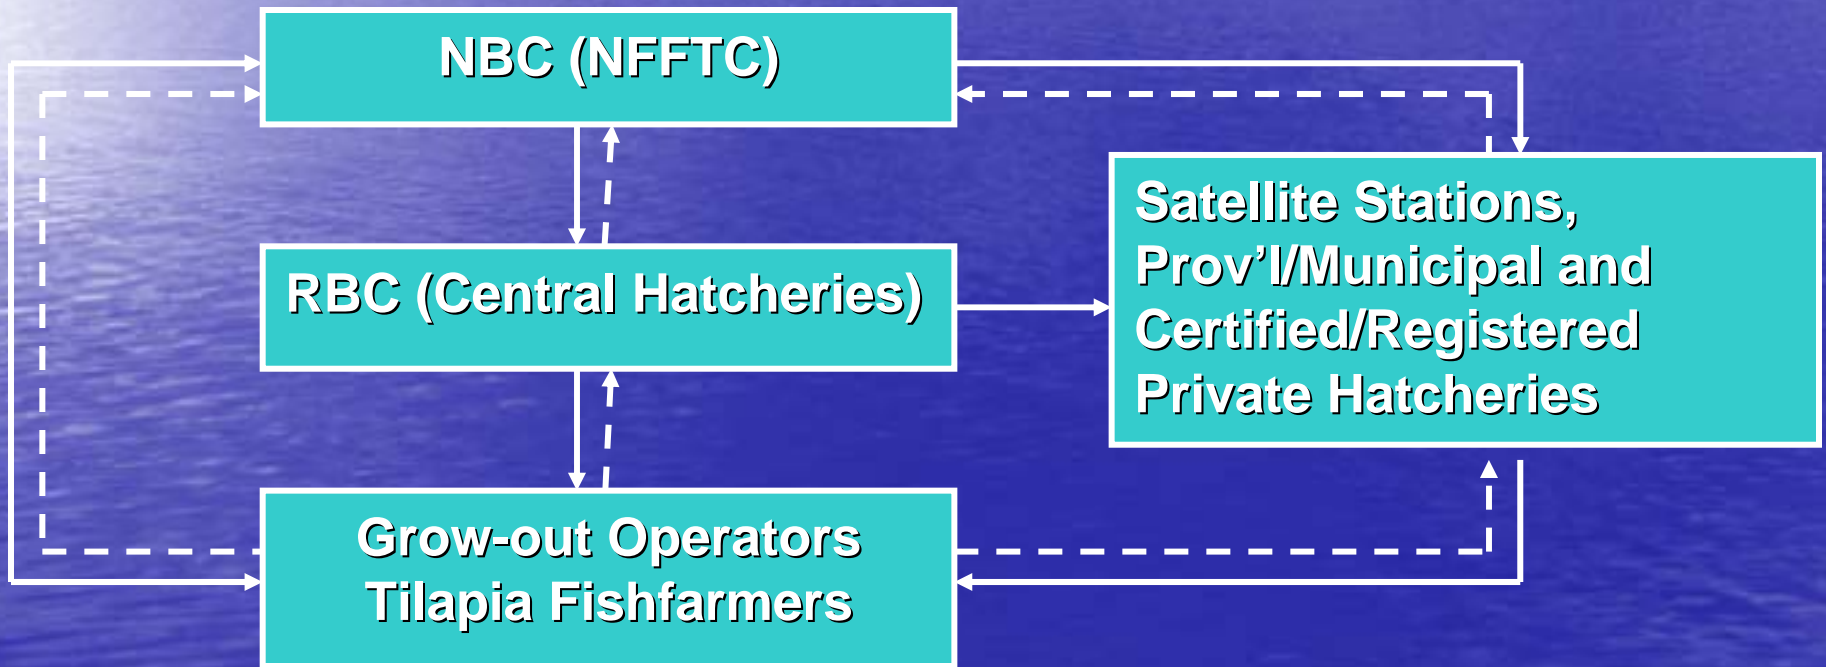 NBC (NFFTC)
RBC (Central Hatcheries)
Satellite Stations,
Prov'l/Municipal and
Certified/Registered
Private Hatcheries
Grow-out Operators
Tilapia Fishfarmers